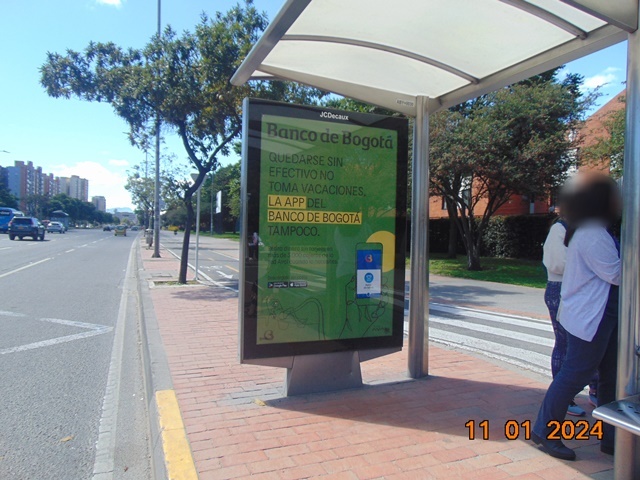 JCDecaux
Banco de Bogotá
QUEDARSE SIN
EFECTIVO NO
TOMA VACACIONES,
LA APP DEL
BANCO DE BOGOTÁ
TAMPOCO.
11 01 2024